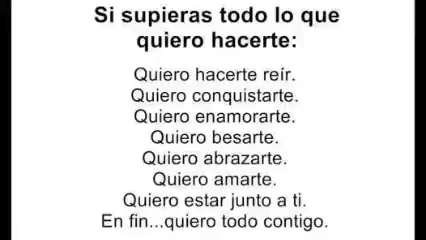 Si supieras todo lo que
quiero hacerte:
Quiero hacerte reír.
Quiero conquistarte.
Quiero enamorarte.
Quiero besarte.
Quiero abrazarte.
Quiero amarte.
Quiero estar junto a ti.
En fin...quiero todo contigo.